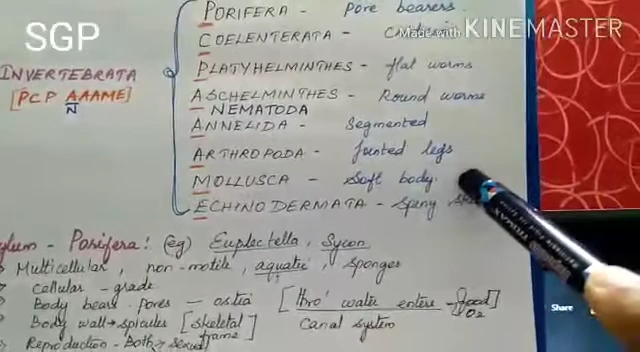 SGP
Made with KINEMASTER
PORIFERA - Pore bearers.
COELENTERATA -
INVERTEBRATA
PLATYHELMINTHES - flat worms
[PCP AAAME]
N
ASCHELMINTHES - Round worms
NEMATODA
ANNELIDA - Segmented
ARTHROPODA - Jointed legs
MOLLUSCA - Soft body.
ECHINODERMATA - Spiny
Phylum - Porifera: (eg) Euplectella, Sycon
Multicellular, non-motile, aquatic, sponges
Cellular - grade
Body bears pores - ostia [thro' water enters - food]
O2
Body wall → spicules [skeletal frame]
Canal system
Reproduction - Both → sexual
Share